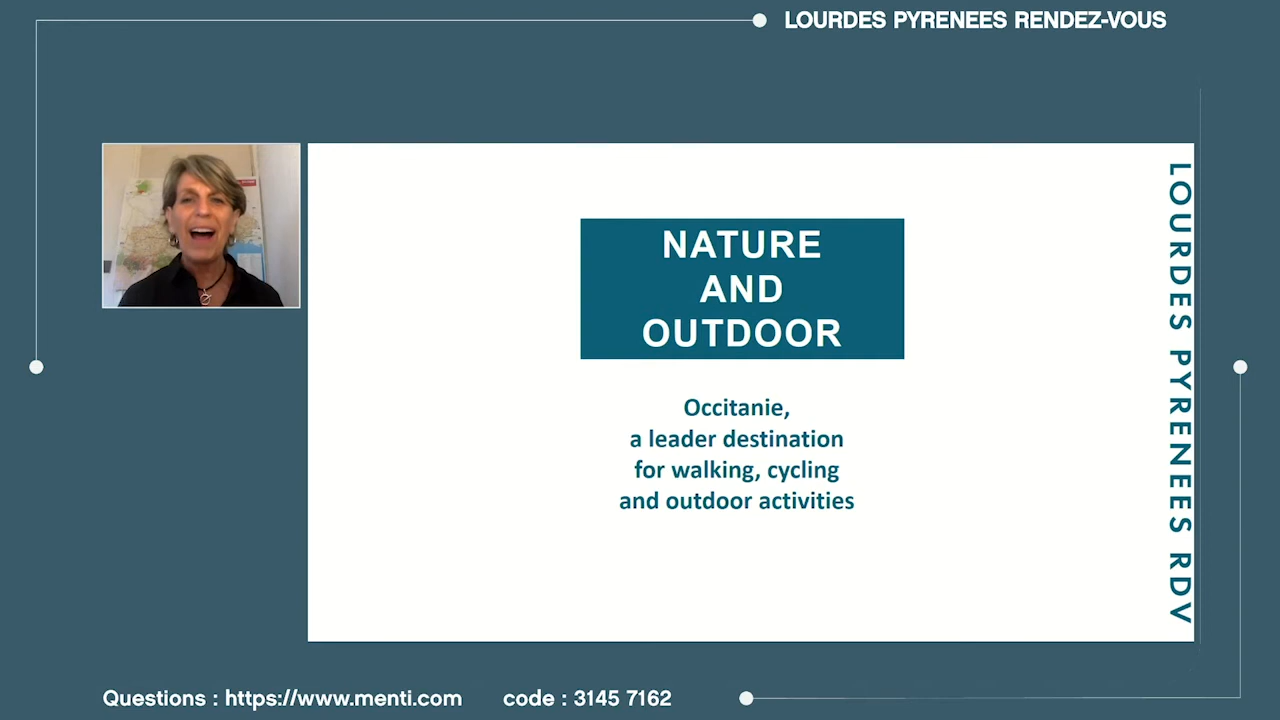 LOURDES PYRENEES RENDEZ-VOUS
NATURE
AND
OUTDOOR
Occitanie,
a leader destination
for walking, cycling
and outdoor activities
LOURDES PYRENEES RDV
Questions : https://www.menti.com code : 3145 7162